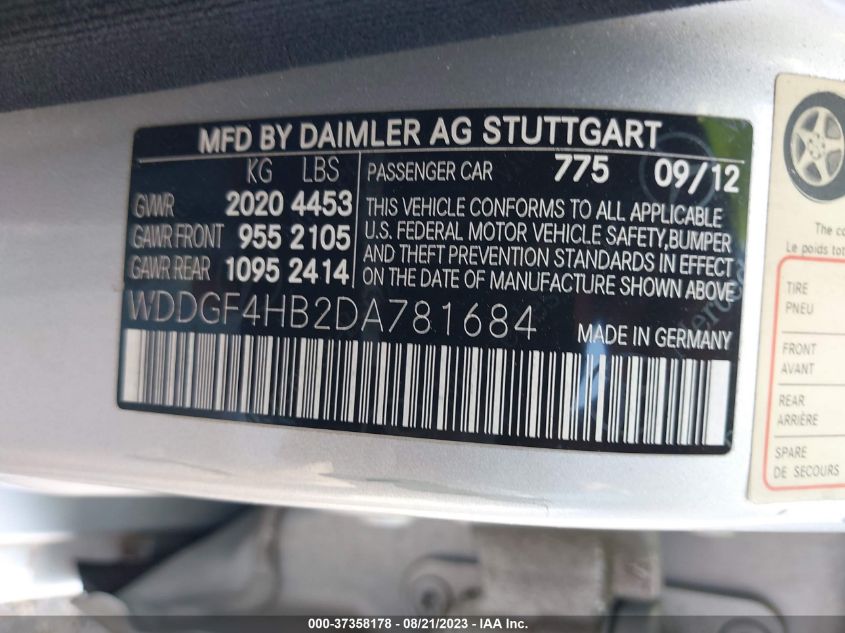 MFD BY DAIMLER AG STUTTGART
KG LBS
GVWR 2020 4453
GAWR FRONT 955 2105
GAWR REAR 1095 2414
PASSENGER CAR 775 09/12
THIS VEHICLE CONFORMS TO ALL APPLICABLE
U.S. FEDERAL MOTOR VEHICLE SAFETY,BUMPER
AND THEFT PREVENTION STANDARDS IN EFFECT
ON THE DATE OF MANUFACTURE SHOWN ABOVE
WDDGF4HB2DA781684
MADE IN GERMANY
The
Le poids
TIRE
PNEU
FRONT
AVANT
REAR
ARRIÈRE
SPARE
DE SECOURS
000-37358178 - 08/21/2023 - IAA Inc.